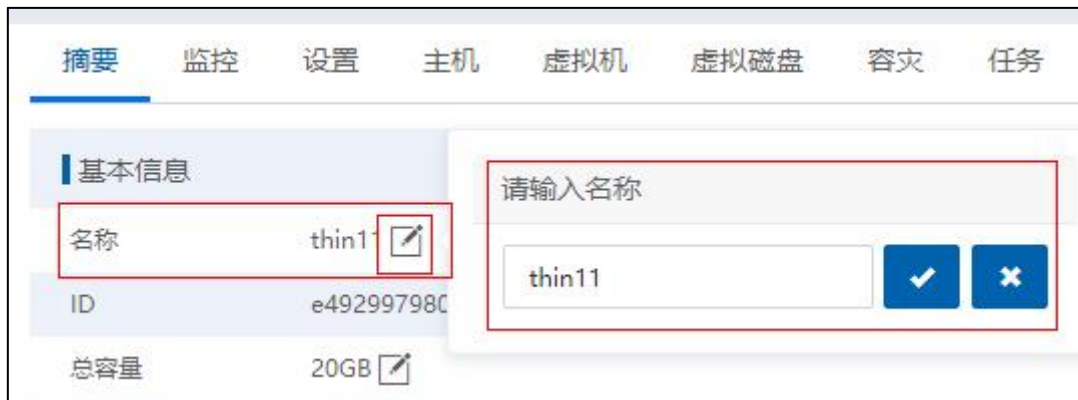 摘要 监控 设置 主机 虚拟机 虚拟磁盘 容灾 任务
基本信息
请输入名称
名称 thin11
thin11
ID e492997980
总容量 20GB